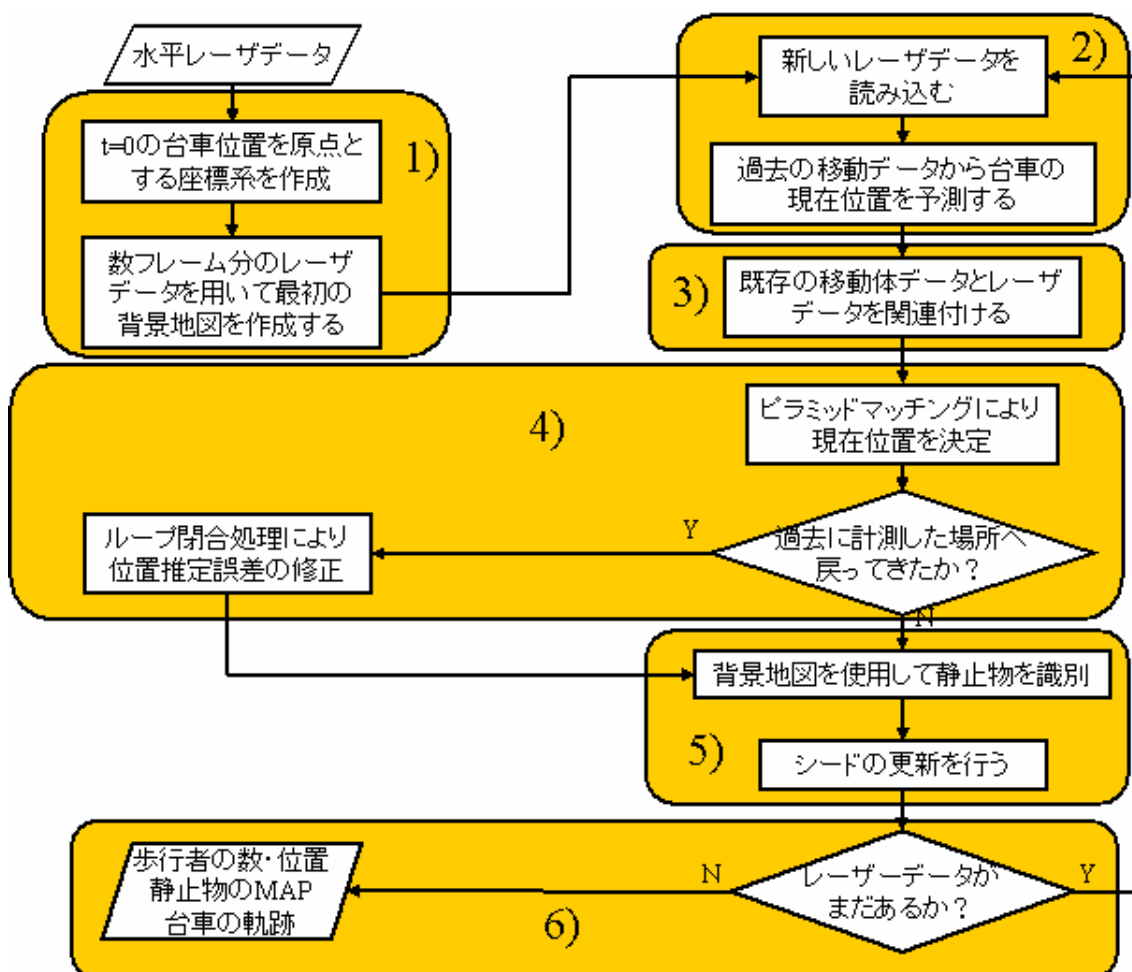 水平レーザデータ
1)
t=0の台車位置を原点と
する座標系を作成
数フレーム分のレーザ
データを用いて最初の
背景地図を作成する
2)
新しいレーザデータを
読み込む
過去の移動データから台車の
現在位置を予測する
3)
既存の移動体データとレーザ
データを関連付ける
4)
ピラミッドマッチングにより
現在位置を決定
過去に計測した場所へ
戻ってきたか？
Y
N
ループ閉合処理により
位置推定誤差の修正
背景地図を使用して静止物を識別
5)
シードの更新を行う
レーザーデータが
まだあるか？
N
Y
歩行者の数・位置
静止物のMAP
台車の軌跡
6)